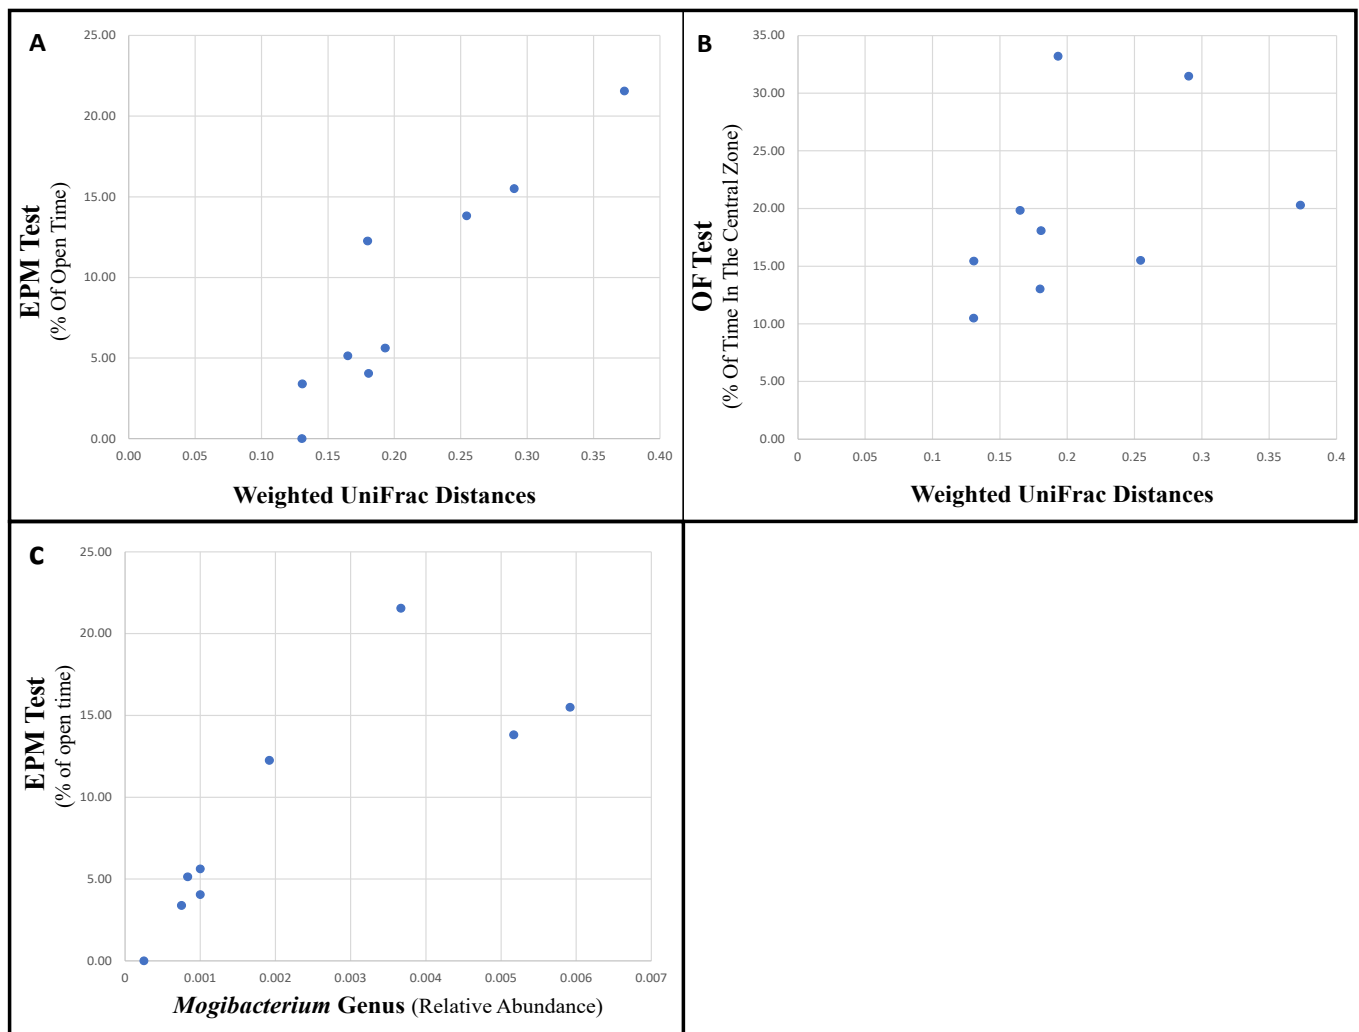 A
25.00
20.00
15.00
10.00
5.00
0.00
EPM Test
(% Of Open Time)
0.00 0.05 0.10 0.15 0.20 0.25 0.30 0.35 0.40
Weighted UniFrac Distances
B
35.00
30.00
25.00
20.00
15.00
10.00
5.00
0.00
OF Test
(% Of Time In The Central Zone)
0 0.05 0.1 0.15 0.2 0.25 0.3 0.35 0.4
Weighted UniFrac Distances
C
25.00
20.00
15.00
10.00
5.00
0.00
EPM Test
(% of open time)
0 0.001 0.002 0.003 0.004 0.005 0.006 0.007
Mogibacterium Genus (Relative Abundance)